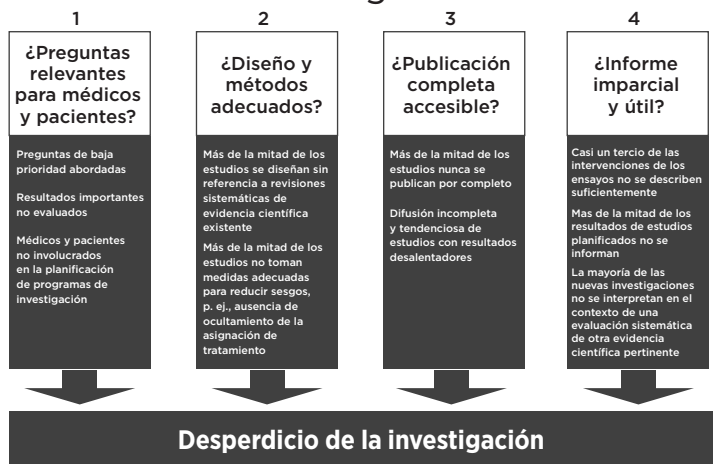 1
¿Preguntas
relevantes
para médicos
y pacientes?
Preguntas de baja
prioridad abordadas
Resultados importantes
no evaluados
Médicos y pacientes
no involucrados
en la planificación
de programas de
investigación
2
¿Diseño y
métodos
adecuados?
Más de la mitad de los
estudios se diseñan sin
referencia a revisiones
sistemáticas de
evidencia científica
existente
Más de la mitad de los
estudios no toman
medidas adecuadas
para reducir sesgos,
p. ej., ausencia de
ocultamiento de la
asignación de
tratamiento
3
¿Publicación
completa
accesible?
Más de la mitad de los
estudios nunca se
publican por completo
Difusión incompleta
y tendenciosa de
estudios con resultados
desalentadores
4
¿Informe
imparcial
y útil?
Casi un tercio de las
intervenciones de los
ensayos no se describen
suficientemente
Mas de la mitad de los
resultados de estudios
planificados no se
informan
La mayoría de las
nuevas investigaciones
no se interpretan en el
contexto de una
evaluación sistemática
de otra evidencia
científica pertinente
Desperdicio de la investigación